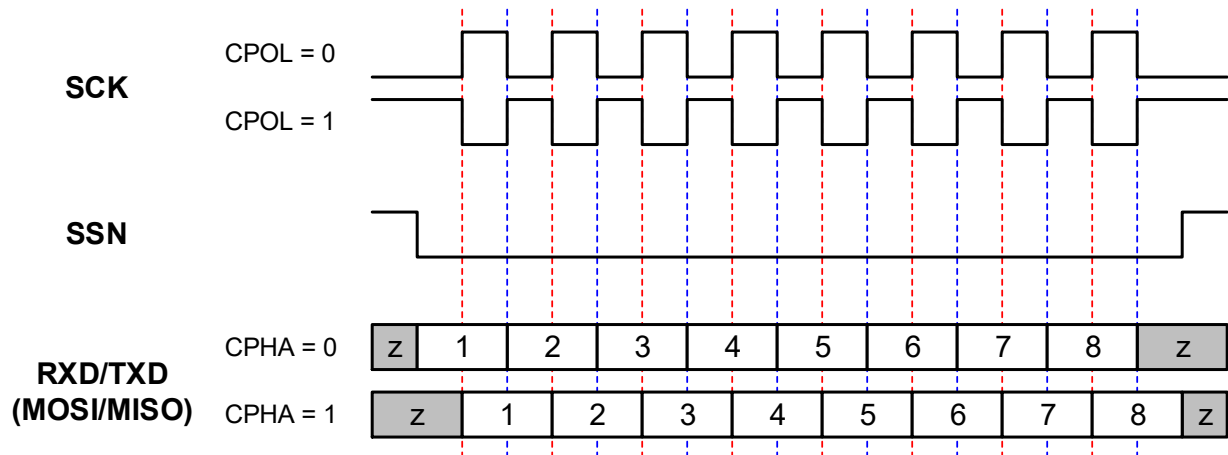 SCK
CPOL = 0
CPOL = 1
SSN
RXD/TXD
(MOSI/MISO)
CPHA = 0
z 1 2 3 4 5 6 7 8 z
CPHA = 1
z 1 2 3 4 5 6 7 8 z